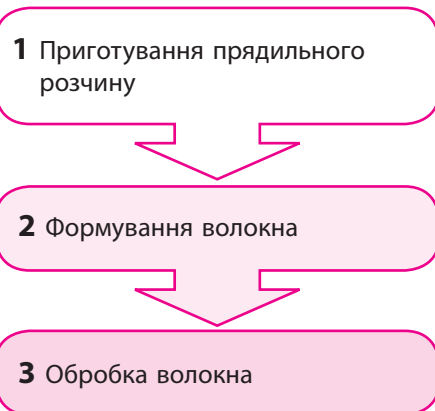 1 Приготування прядильного
розчину
2 Формування волокна
3 Обробка волокна